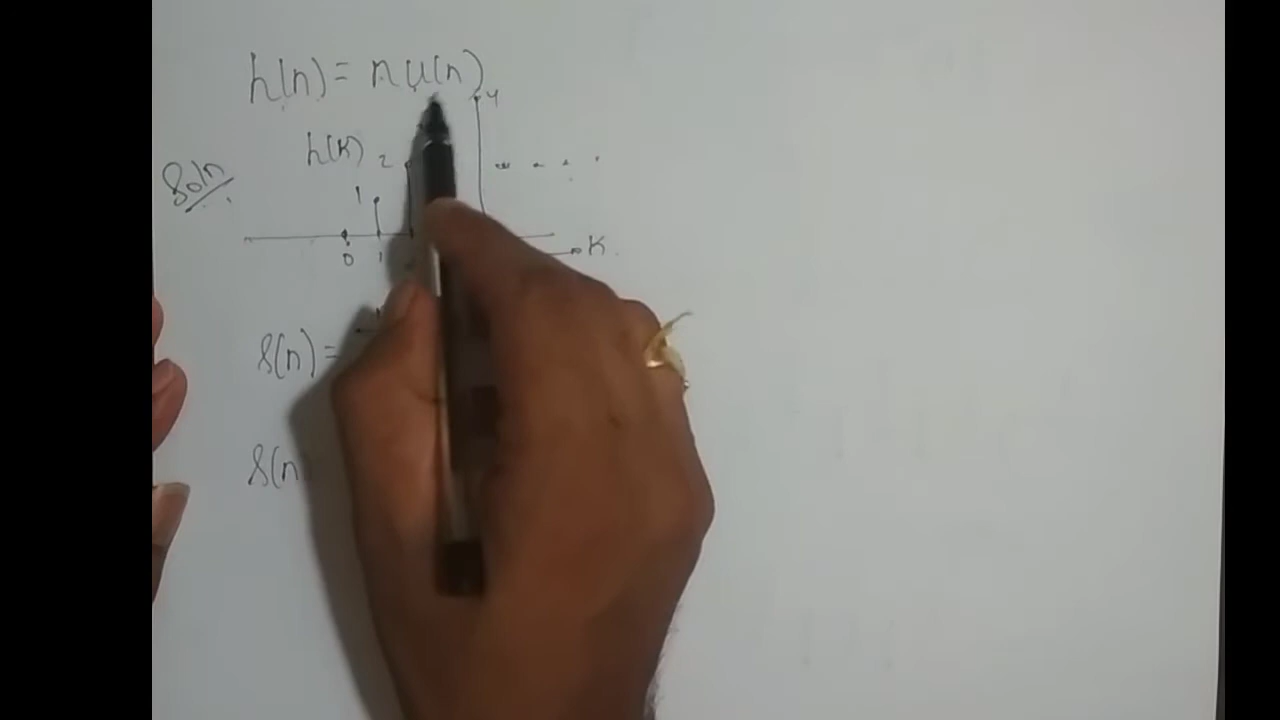 h(n) = n u(n)
4
h(k) 2
Soln
1
0 1
k
s(n) =
s(n